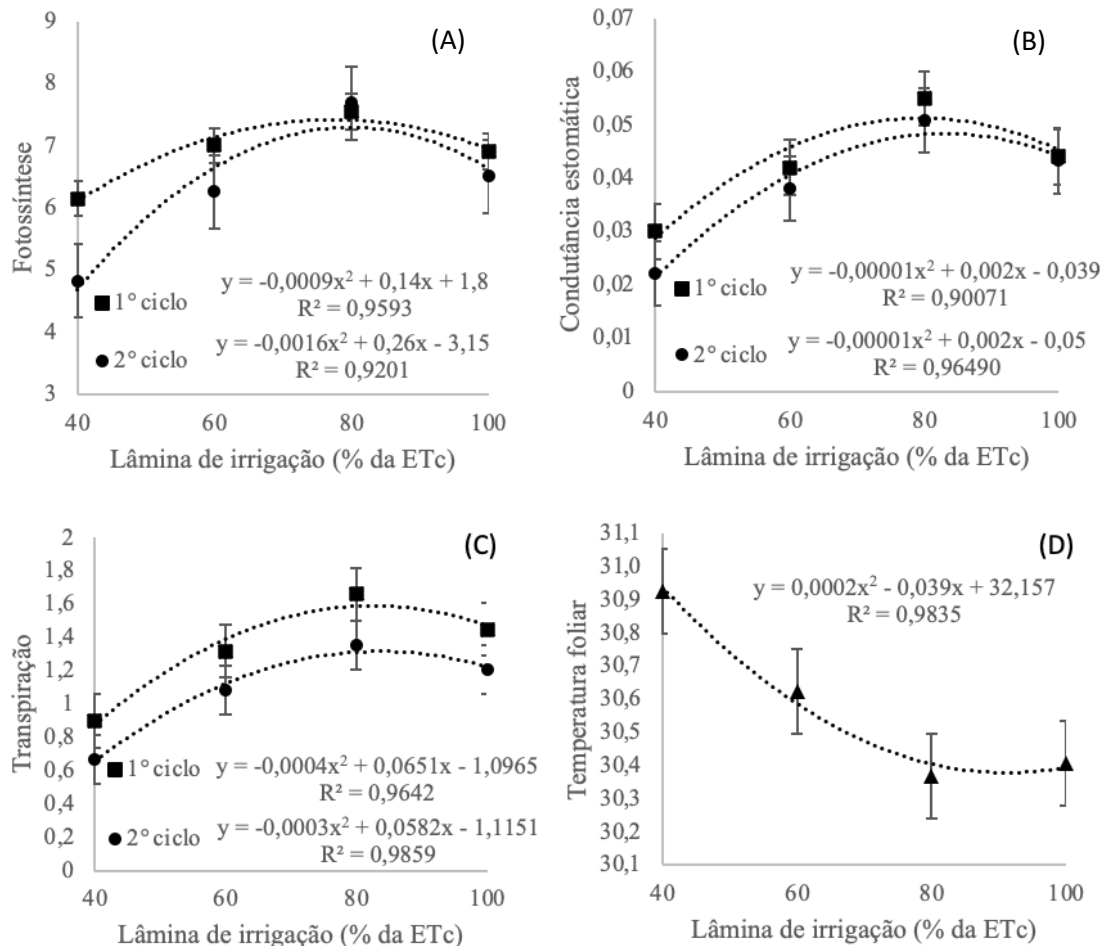 (A)
Fotossíntese
9
8
7
6
5
4
3
1° ciclo
y = -0,0009x² + 0,14x + 1,8
R² = 0,9593
2° ciclo
y = -0,0016x² + 0,26x - 3,15
R² = 0,9201
40 60 80 100
Lâmina de irrigação (% da ETc)
(B)
Condutância estomática
0,06
0,05
0,04
0,03
0,02
0,01
0
1° ciclo
y = -0,00001x² + 0,002x - 0,039
R² = 0,90071
2° ciclo
y = -0,00001x² + 0,002x - 0,05
R² = 0,96490
40 60 80 100
Lâmina de irrigação (% da ETc)
(C)
Transpiração
2
1,8
1,6
1,4
1,2
1
0,8
0,6
0,4
0,2
0
1° ciclo
y = -0,0004x² + 0,0651x - 1,0965
R² = 0,9642
2° ciclo
y = -0,0003x² + 0,0582x - 1,1151
R² = 0,9859
40 60 80 100
Lâmina de irrigação (% da ETc)
(D)
Temperatura foliar
31,1
31,0
30,9
30,8
30,7
30,6
30,5
30,4
30,3
30,2
30,1
y = 0,0002x² - 0,039x + 32,157
R² = 0,9835
40 60 80 100
Lâmina de irrigação (% da ETc)